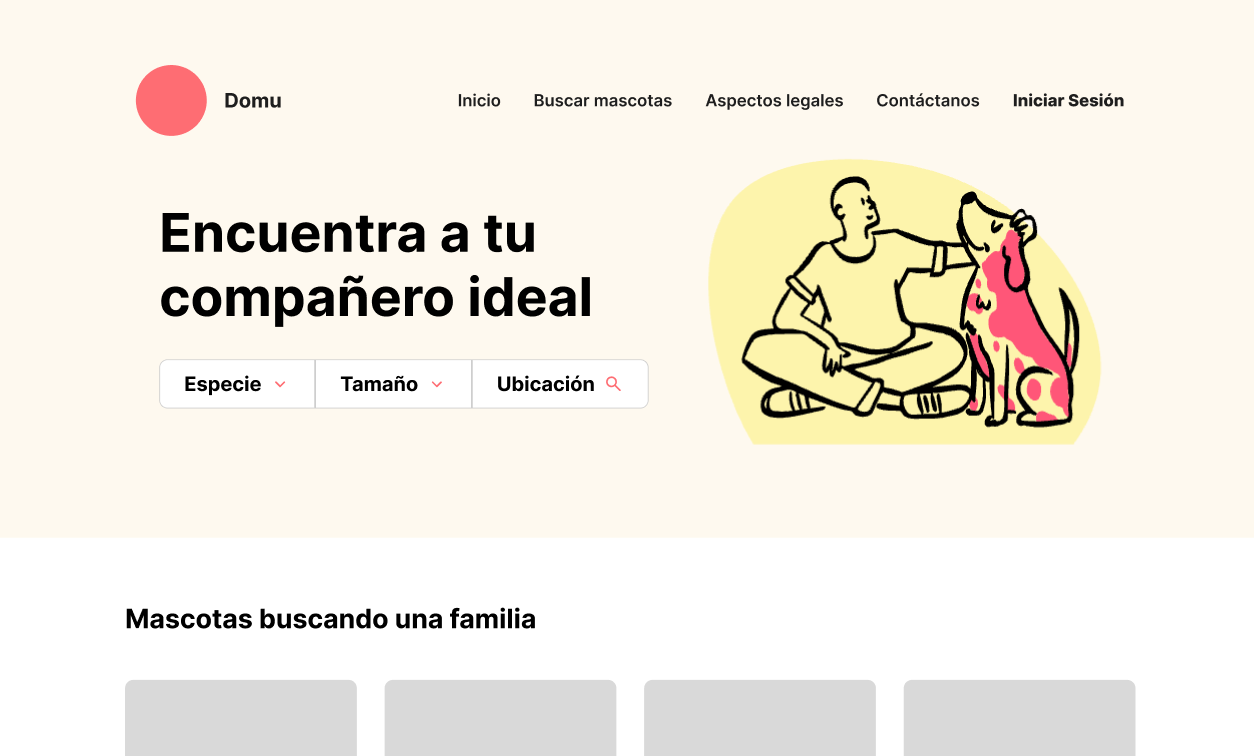 Domu
Inicio Buscar mascotas Aspectos legales Contáctanos Iniciar Sesión
Encuentra a tu
compañero ideal
Especie Tamaño Ubicación
Mascotas buscando una familia